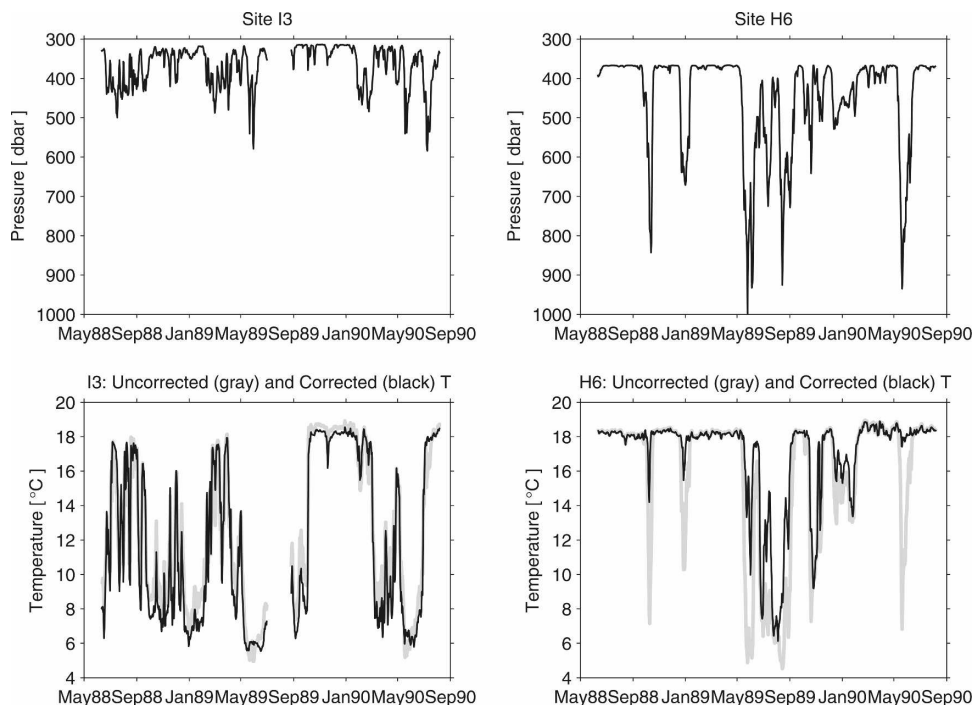 Site I3
300
400
500
600
700
800
900
1000
Pressure [ dbar ]
May88Sep88 Jan89 May89 Sep89 Jan90 May90 Sep90
Site H6
300
400
500
600
700
800
900
1000
Pressure [ dbar ]
May88Sep88 Jan89 May89 Sep89 Jan90 May90 Sep90
I3: Uncorrected (gray) and Corrected (black) T
20
18
16
14
12
10
8
6
4
Temperature [ °C ]
May88Sep88 Jan89 May89 Sep89 Jan90 May90 Sep90
H6: Uncorrected (gray) and Corrected (black) T
20
18
16
14
12
10
8
6
4
Temperature [ °C ]
May88Sep88 Jan89 May89 Sep89 Jan90 May90 Sep90